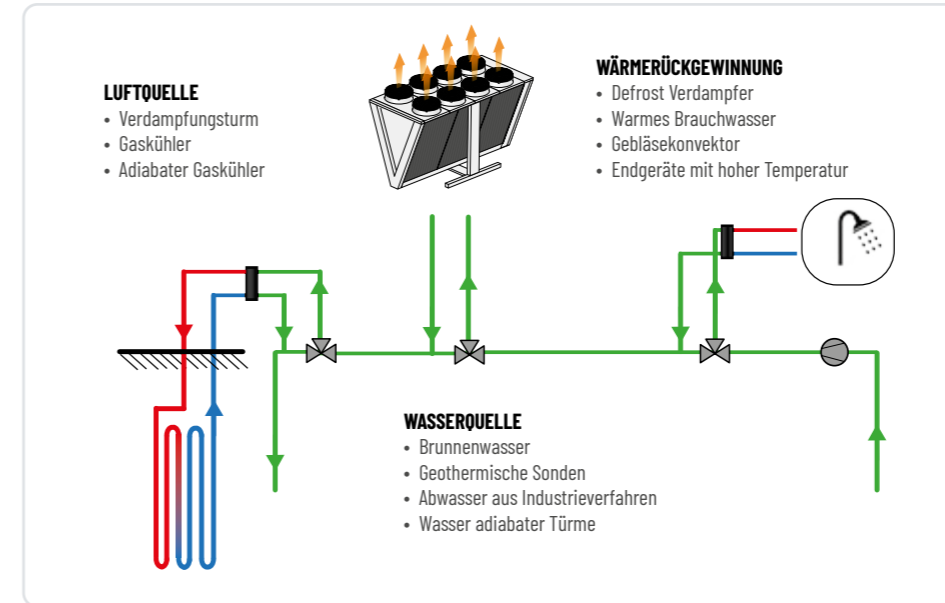 LUFTQUELLE
• Verdampfungsturm
• Gaskühler
• Adiabater Gaskühler
WÄRMERÜCKGEWINNUNG
• Defrost Verdampfer
• Warmes Brauchwasser
• Gebläsekonvektor
• Endgeräte mit hoher Temperatur
WASSERQUELLE
• Brunnenwasser
• Geothermische Sonden
• Abwasser aus Industrieverfahren
• Wasser adiabater Türme